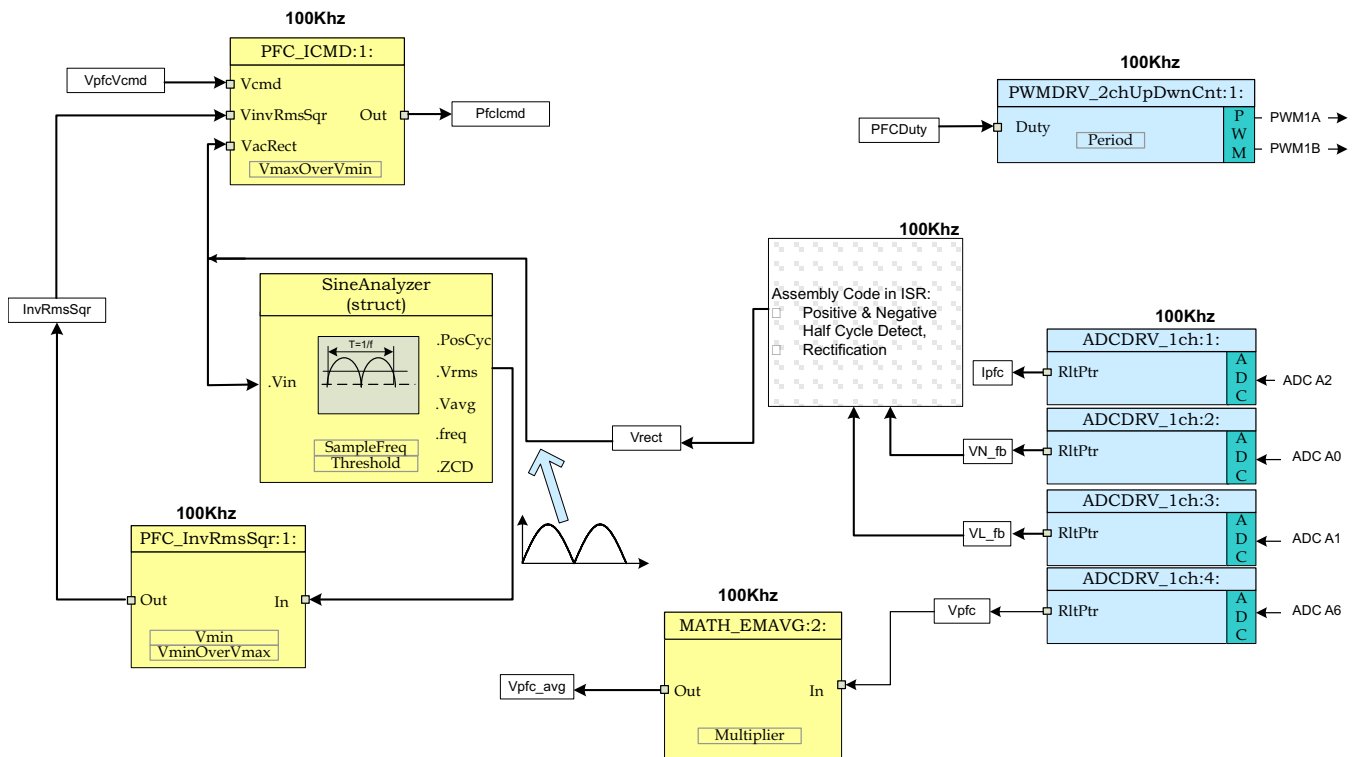 100Khz
PFC_ICMD:1:
VpfcVcmd
Vcmd
VinvRmsSqr
Out
PfcIcmd
VacRect
VmaxOverVmin
100Khz
PWMDRV_2chUpDwnCnt:1:
PFCDuty
Duty
Period
P
W
M
PWM1A
PWM1B
InvRmsSqr
SineAnalyzer
(struct)
T=1/f
.Vin
.PosCyc
.Vrms
.Vavg
.freq
.ZCD
SampleFreq
Threshold
Vrect
100Khz
Assembly Code in ISR:
Positive & Negative
Half Cycle Detect,
Rectification
100Khz
ADCDRV_1ch:1:
Ipfc
RltPtr
A
D
C
ADC A2
ADCDRV_1ch:2:
VN_fb
RltPtr
A
D
C
ADC A0
ADCDRV_1ch:3:
VL_fb
RltPtr
A
D
C
ADC A1
ADCDRV_1ch:4:
Vpfc
RltPtr
A
D
C
ADC A6
100Khz
PFC_InvRmsSqr:1:
Out
In
Vmin
VminOverVmax
100Khz
MATH_EMAVG:2:
Vpfc_avg
Out
In
Multiplier